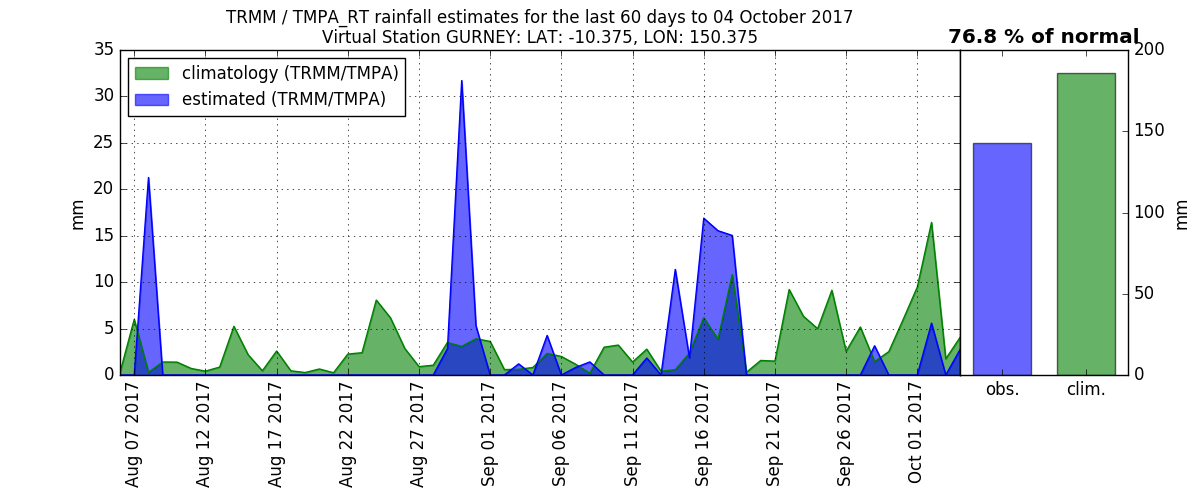 TRMM / TMPA_RT rainfall estimates for the last 60 days to 04 October 2017
Virtual Station GURNEY: LAT: -10.375, LON: 150.375
76.8 % of normal
climatology (TRMM/TMPA)
estimated (TRMM/TMPA)
mm
35
30
25
20
15
10
5
0
Aug 07 2017
Aug 12 2017
Aug 17 2017
Aug 22 2017
Aug 27 2017
Sep 01 2017
Sep 06 2017
Sep 11 2017
Sep 16 2017
Sep 21 2017
Sep 26 2017
Oct 01 2017
obs.
clim.
200
150
100
50
0
mm